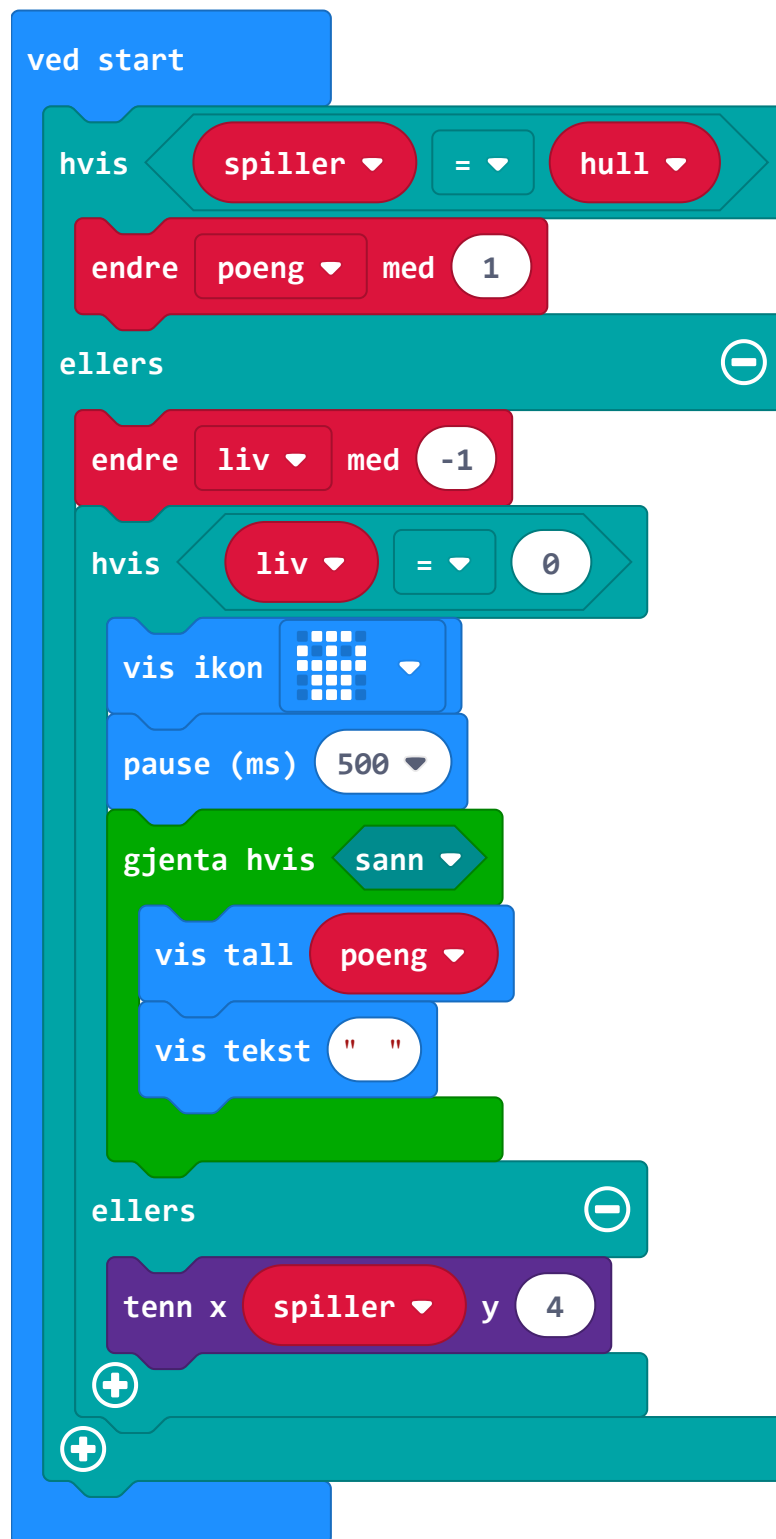 ved start
hvis spiller = hull
endre poeng med 1
ellers
endre liv med -1
hvis liv = 0
vis ikon
pause (ms) 500
gjenta hvis sann
vis tall poeng
vis tekst " "
ellers
tenn x spiller y 4